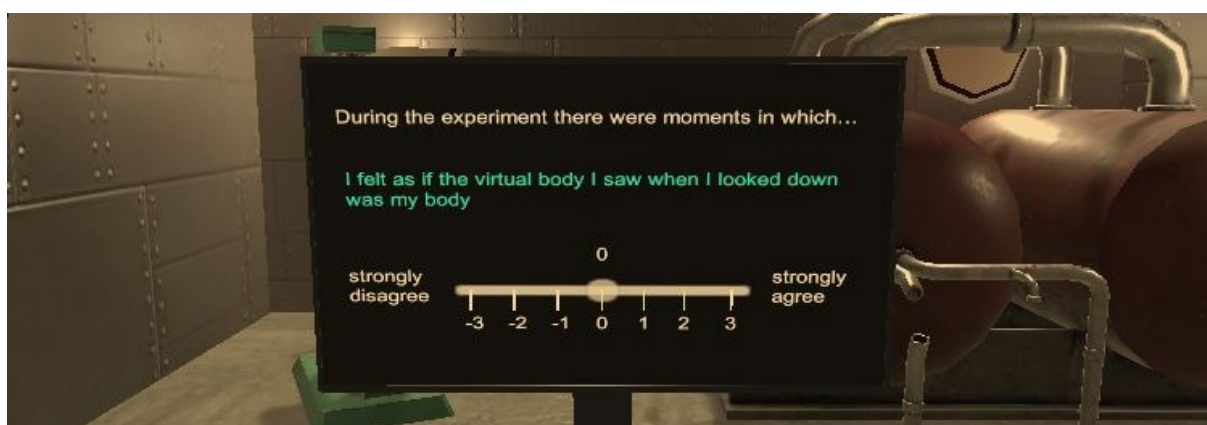 During the experiment there were moments in which...
I felt as if the virtual body I saw when I looked down
was my body
0
strongly
disagree
strongly
agree
-3 -2 -1 0 1 2 3